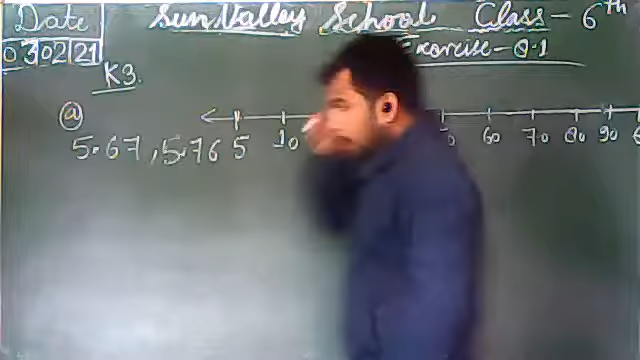 Date Sun Valley School Class - 6th
03 02 21 Exercise - 8.1
K3.
(a)
5.67, 5.76 5 10 60 70 80 90